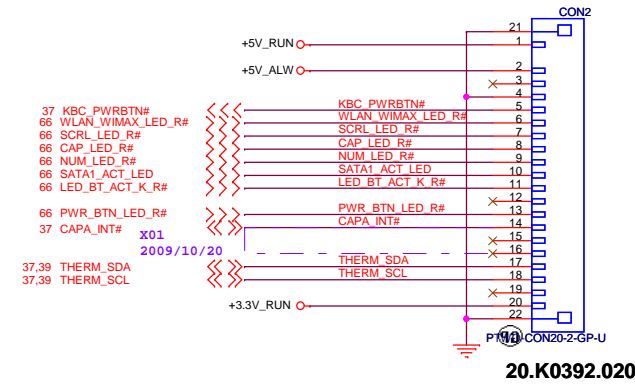 CON2
21
+5V_RUN 1
+5V_ALW 2
3
4
37 KBC_PWRBTN# KBC_PWRBTN# 5
66 WLAN_WIMAX_LED_R# WLAN_WIMAX_LED_R# 6
66 SCRL_LED_R# SCRL_LED_R# 7
66 CAP_LED_R# CAP_LED_R# 8
66 NUM_LED_R# NUM_LED_R# 9
66 SATA1_ACT_LED SATA1_ACT_LED 10
66 LED_BT_ACT_K_R# LED_BT_ACT_K_R# 11
12
66 PWR_BTN_LED_R# PWR_BTN_LED_R# 13
37 CAPA_INT# CAPA_INT# 14
X01 15
2009/10/20 16
37,39 THERM_SDA THERM_SDA 17
37,39 THERM_SCL THERM_SCL 18
19
+3.3V_RUN 20
22
-CON20-2-GP-U
20.K0392.020